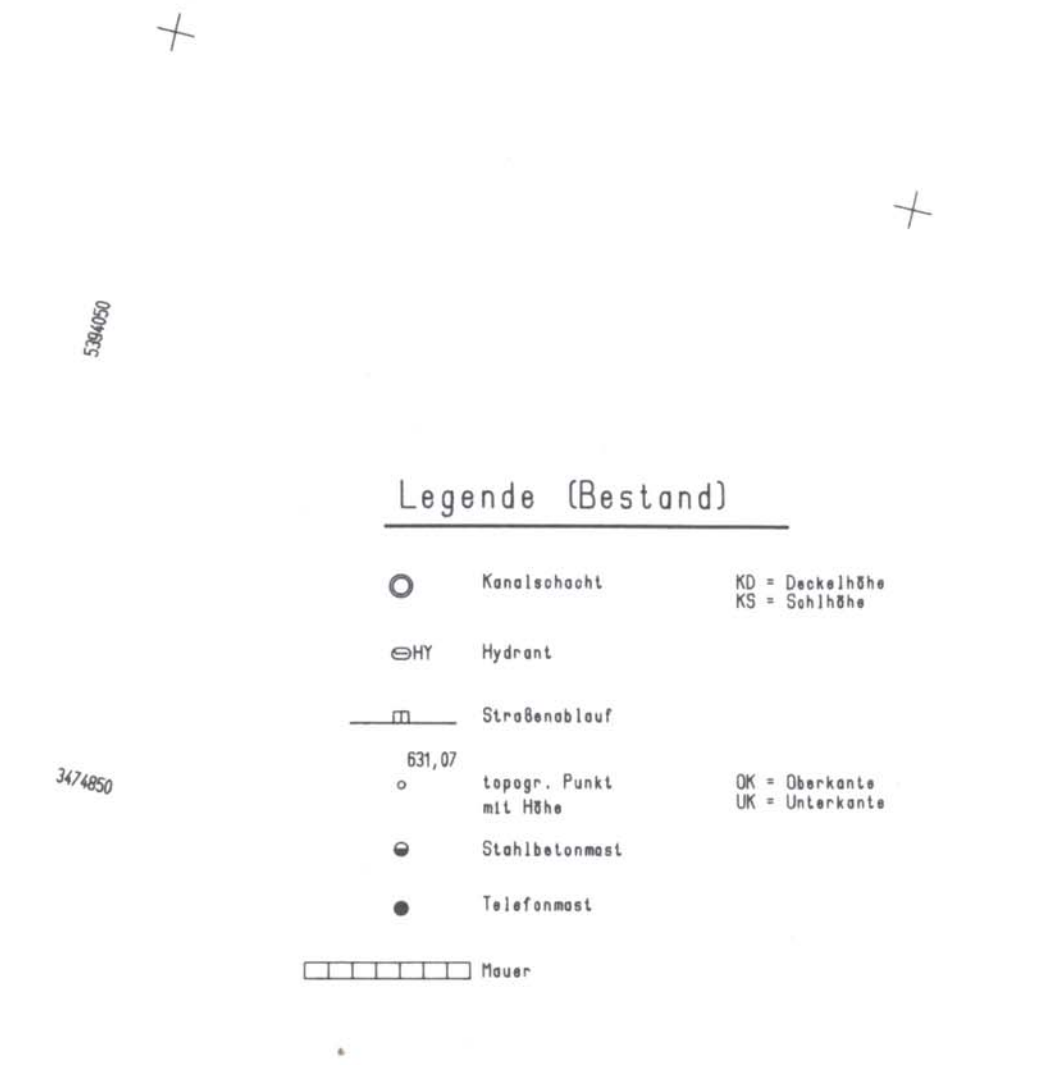 5394050
Legende (Bestand)
Kanalschacht
KD = Deckelhöhe
KS = Sohlhöhe
HY Hydrant
Straßenablauf
631,07
topogr. Punkt
mit Höhe
OK = Oberkante
UK = Unterkante
3474850
Stahlbetonmast
Telefonmast
Mauer